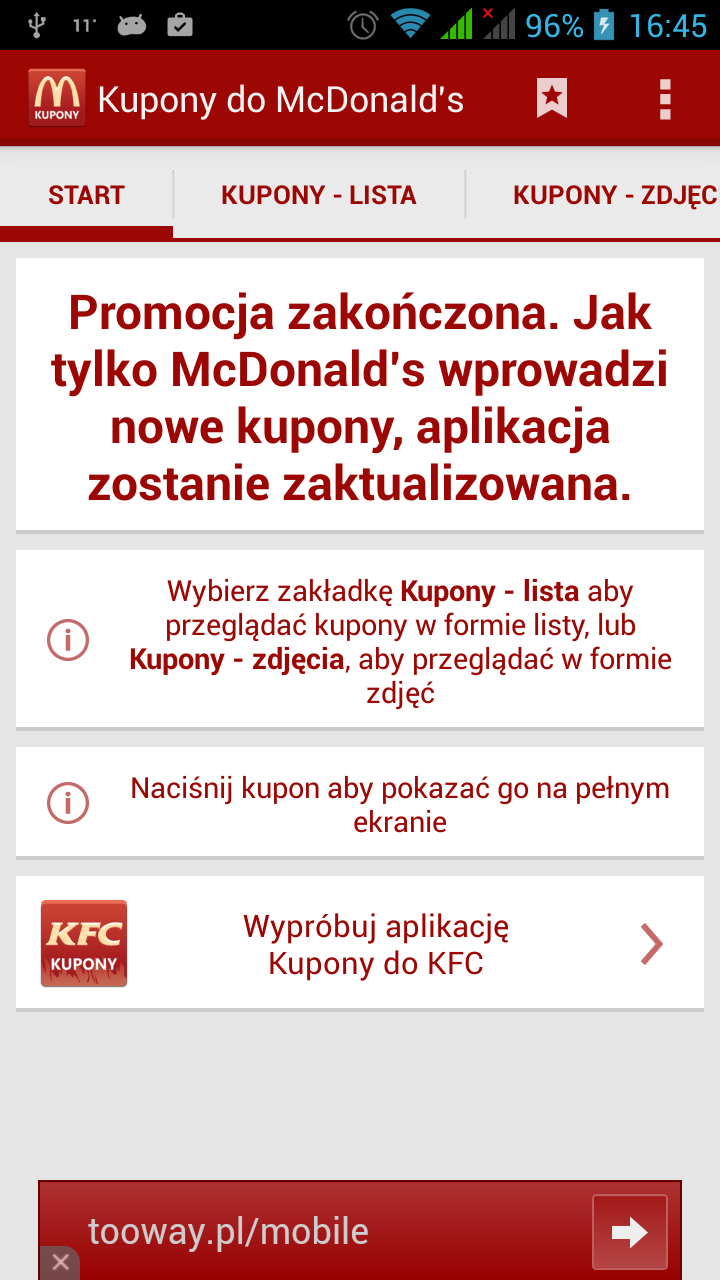 11°
96%
16:45
KUPONY
Kupony do McDonald's
START
KUPONY - LISTA
KUPONY - ZDJĘC
Promocja zakończona. Jak
tylko McDonald's wprowadzi
nowe kupony, aplikacja
zostanie zaktualizowana.
Wybierz zakładkę Kupony - lista aby
przeglądać kupony w formie listy, lub
Kupony - zdjęcia, aby przeglądać w formie
zdjęć
Naciśnij kupon aby pokazać go na pełnym
ekranie
KFC
KUPONY
Wypróbuj aplikację
Kupony do KFC
tooway.pl/mobile